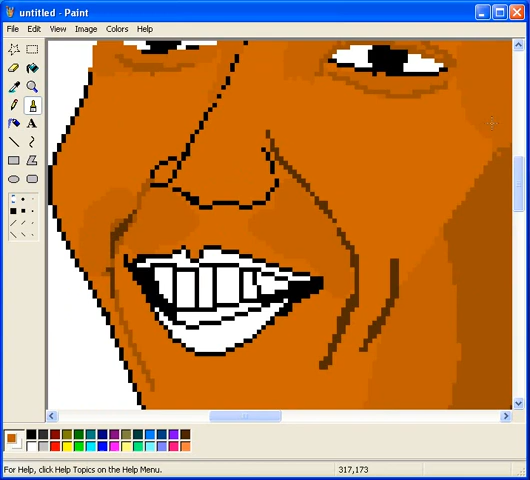 untitled - Paint
File Edit View Image Colors Help
A
For Help, click Help Topics on the Help Menu.
317,173